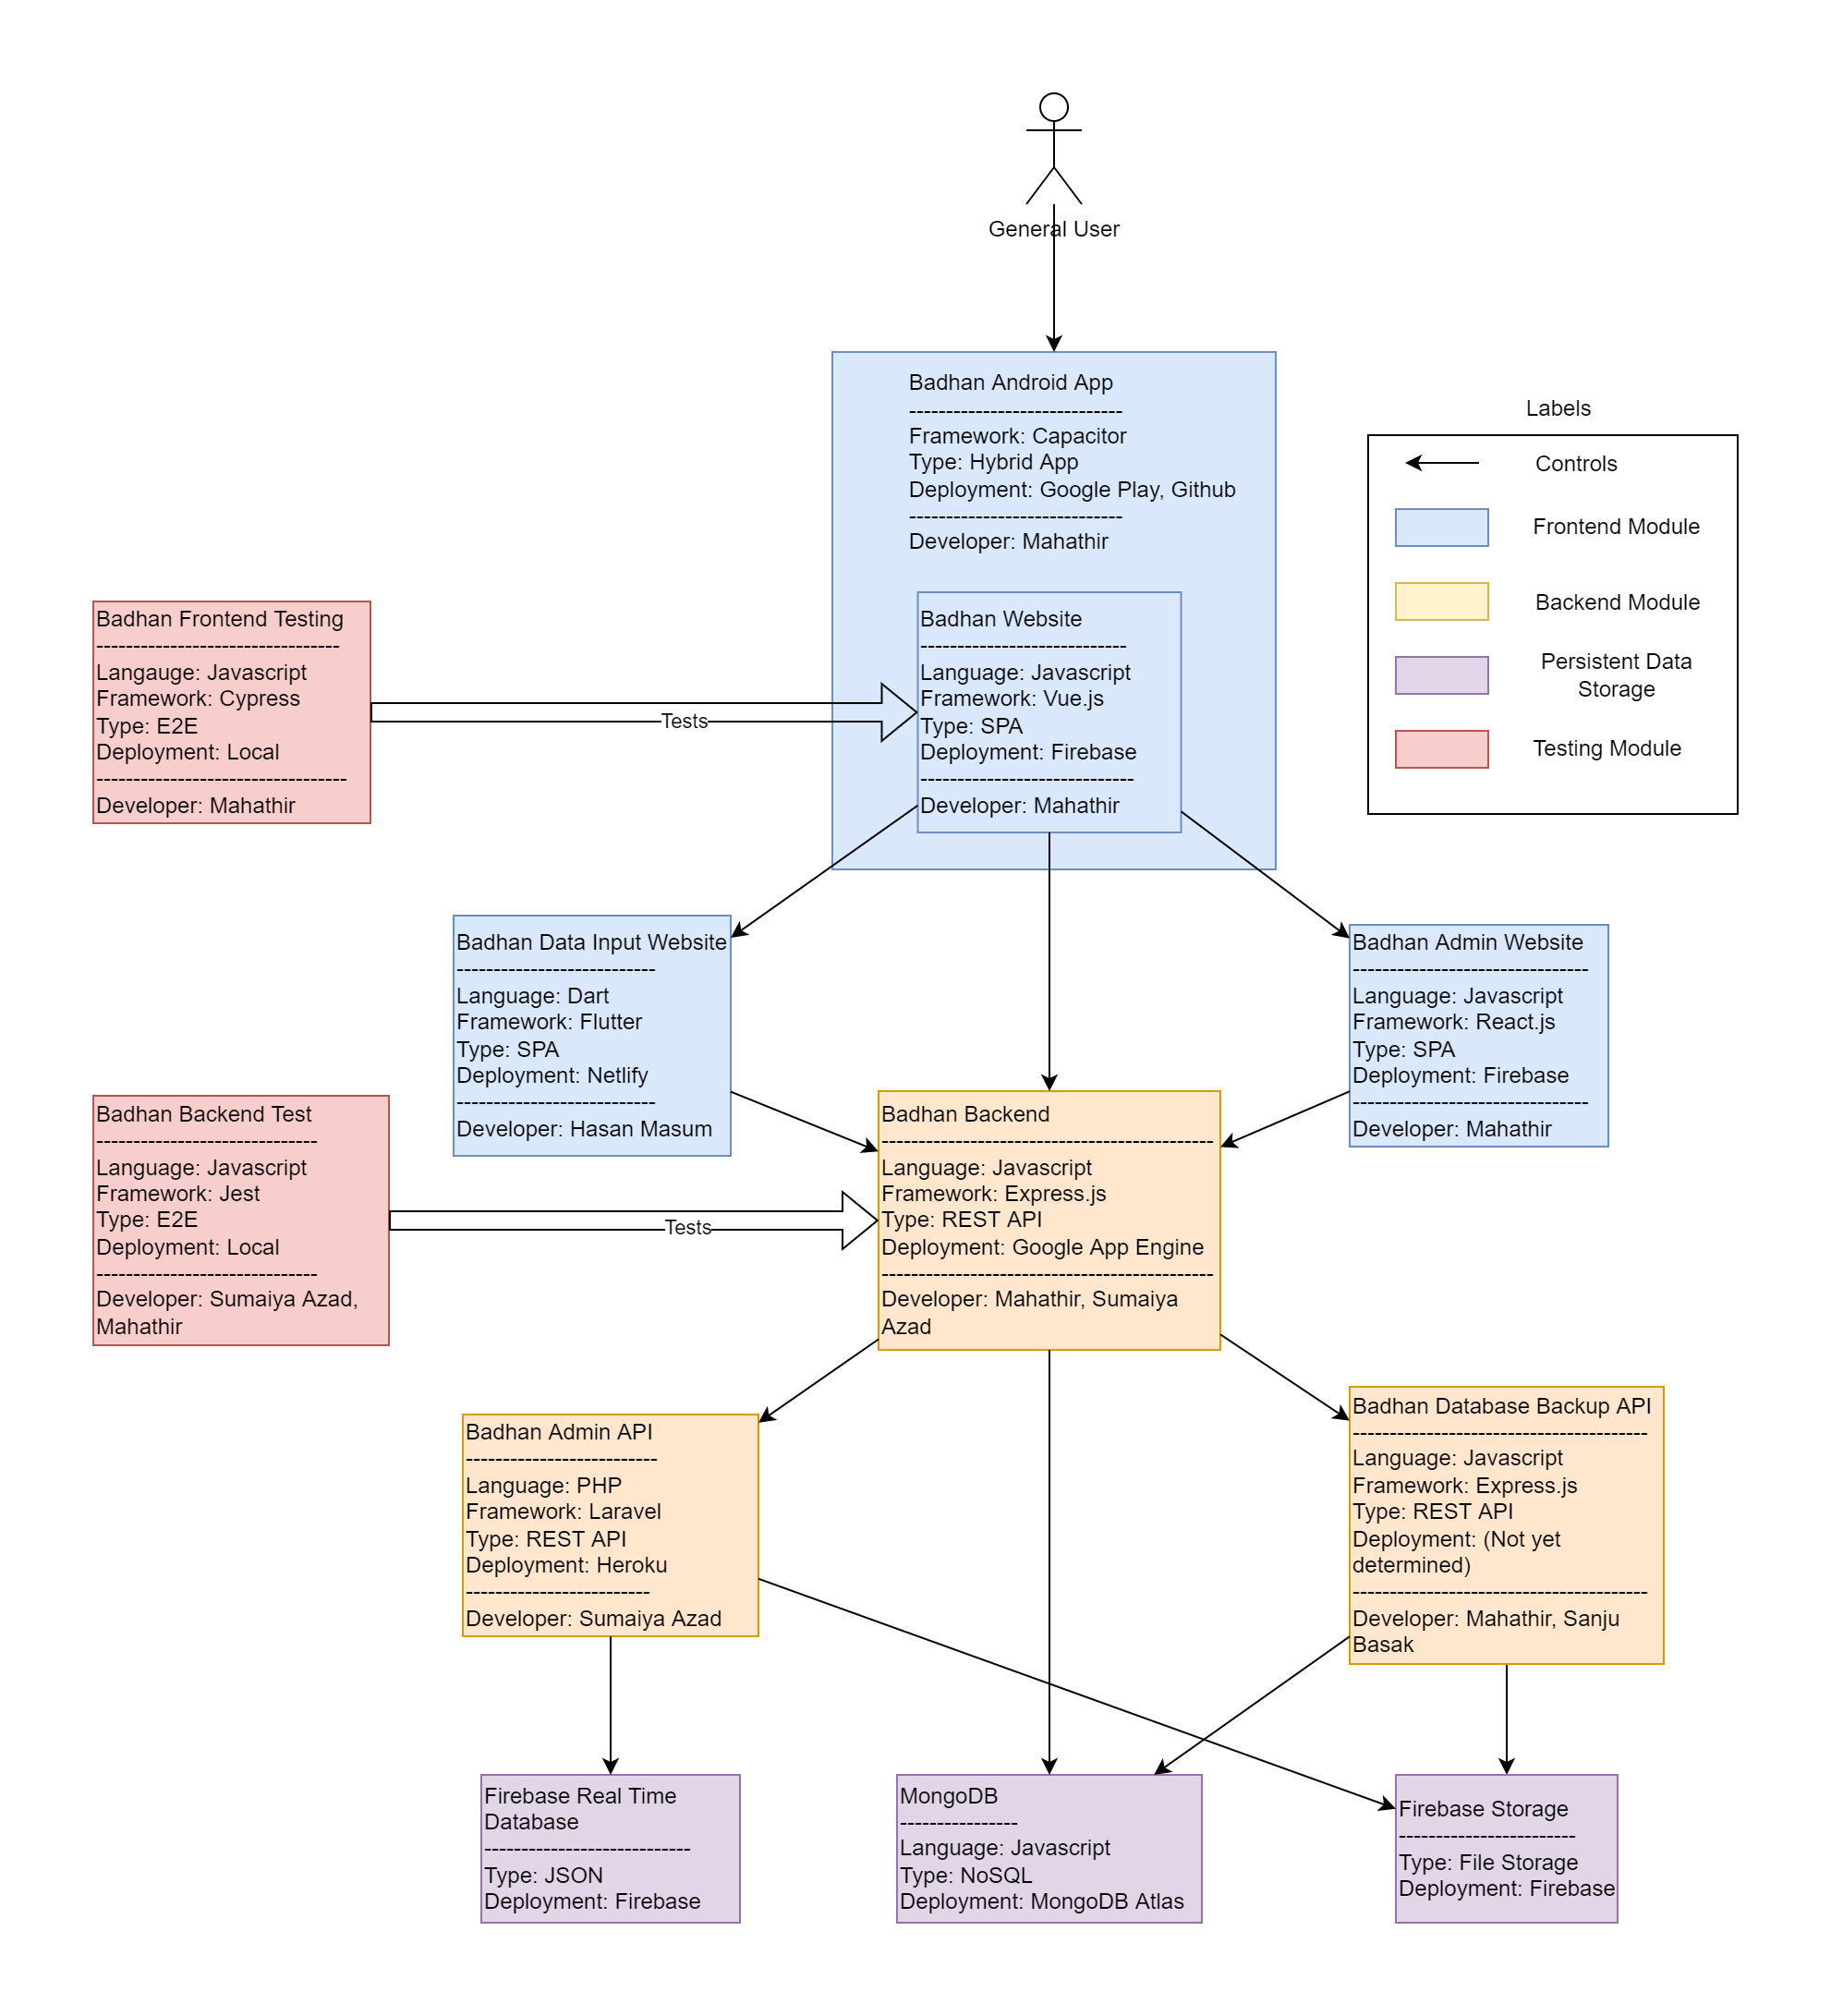 General User
Badhan Android App
-----------------------------
Framework: Capacitor
Type: Hybrid App
Deployment: Google Play, Github
-----------------------------
Developer: Mahathir
Labels
Controls
Frontend Module
Backend Module
Persistent Data
Storage
Testing Module
Badhan Frontend Testing
---------------------------------
Langauge: Javascript
Framework: Cypress
Type: E2E
Deployment: Local
----------------------------------
Developer: Mahathir
Tests
Badhan Website
----------------------------
Language: Javascript
Framework: Vue.js
Type: SPA
Deployment: Firebase
-----------------------------
Developer: Mahathir
Badhan Data Input Website
---------------------------
Language: Dart
Framework: Flutter
Type: SPA
Deployment: Netlify
---------------------------
Developer: Hasan Masum
Badhan Admin Website
--------------------------------
Language: Javascript
Framework: React.js
Type: SPA
Deployment: Firebase
--------------------------------
Developer: Mahathir
Badhan Backend Test
------------------------------
Language: Javascript
Framework: Jest
Type: E2E
Deployment: Local
------------------------------
Developer: Sumaiya Azad,
Mahathir
Tests
Badhan Backend
---------------------------------------------
Language: Javascript
Framework: Express.js
Type: REST API
Deployment: Google App Engine
---------------------------------------------
Developer: Mahathir, Sumaiya
Azad
Badhan Admin API
--------------------------
Language: PHP
Framework: Laravel
Type: REST API
Deployment: Heroku
-------------------------
Developer: Sumaiya Azad
Badhan Database Backup API
----------------------------------------
Language: Javascript
Framework: Express.js
Type: REST API
Deployment: (Not yet
determined)
----------------------------------------
Developer: Mahathir, Sanju
Basak
Firebase Real Time
Database
----------------------------
Type: JSON
Deployment: Firebase
MongoDB
----------------
Language: Javascript
Type: NoSQL
Deployment: MongoDB Atlas
Firebase Storage
------------------------
Type: File Storage
Deployment: Firebase